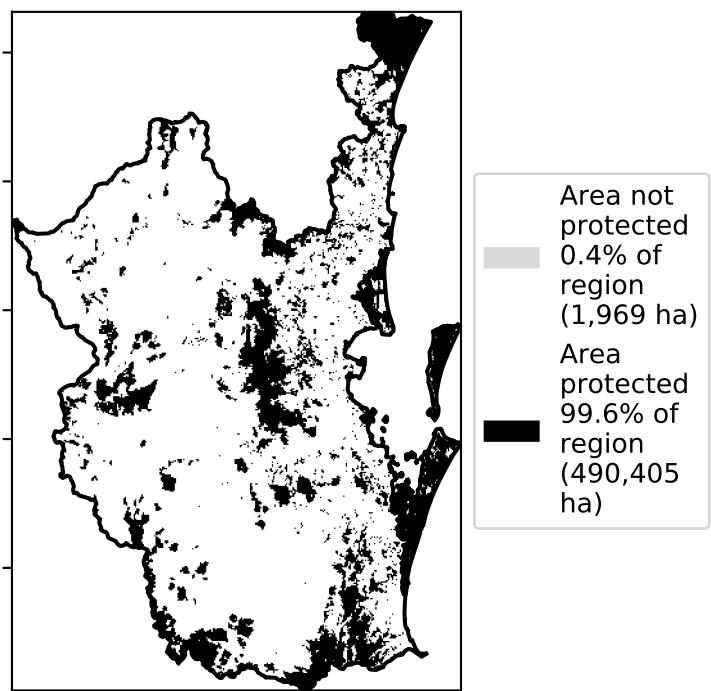 Area not
protected
0.4% of
region
(1,969 ha)
Area
protected
99.6% of
region
(490,405
ha)